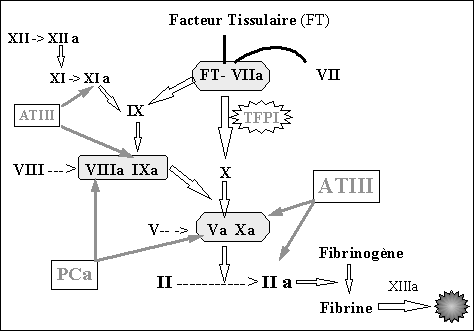 Facteur Tissulaire (FT)
XII -> XII a
XI -> XI a
FT- VIIa
VII
ATIII
IX
TFPI
VIII --->
VIIIa IXa
X
ATIII
V-- ->
Va Xa
PCa
Fibrinogène
II ----------> II a
XIIIa
Fibrine